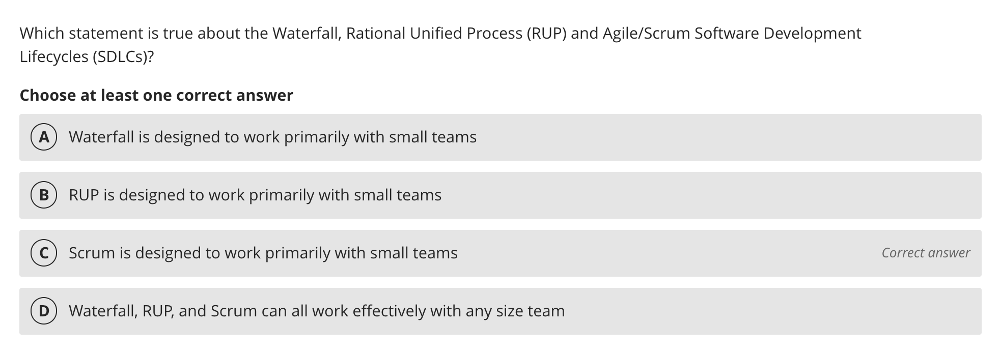 Which statement is true about the Waterfall, Rational Unified Process (RUP) and Agile/Scrum Software Development
Lifecycles (SDLCs)?
Choose at least one correct answer
A Waterfall is designed to work primarily with small teams
B RUP is designed to work primarily with small teams
C Scrum is designed to work primarily with small teams Correct answer
D Waterfall, RUP, and Scrum can all work effectively with any size team